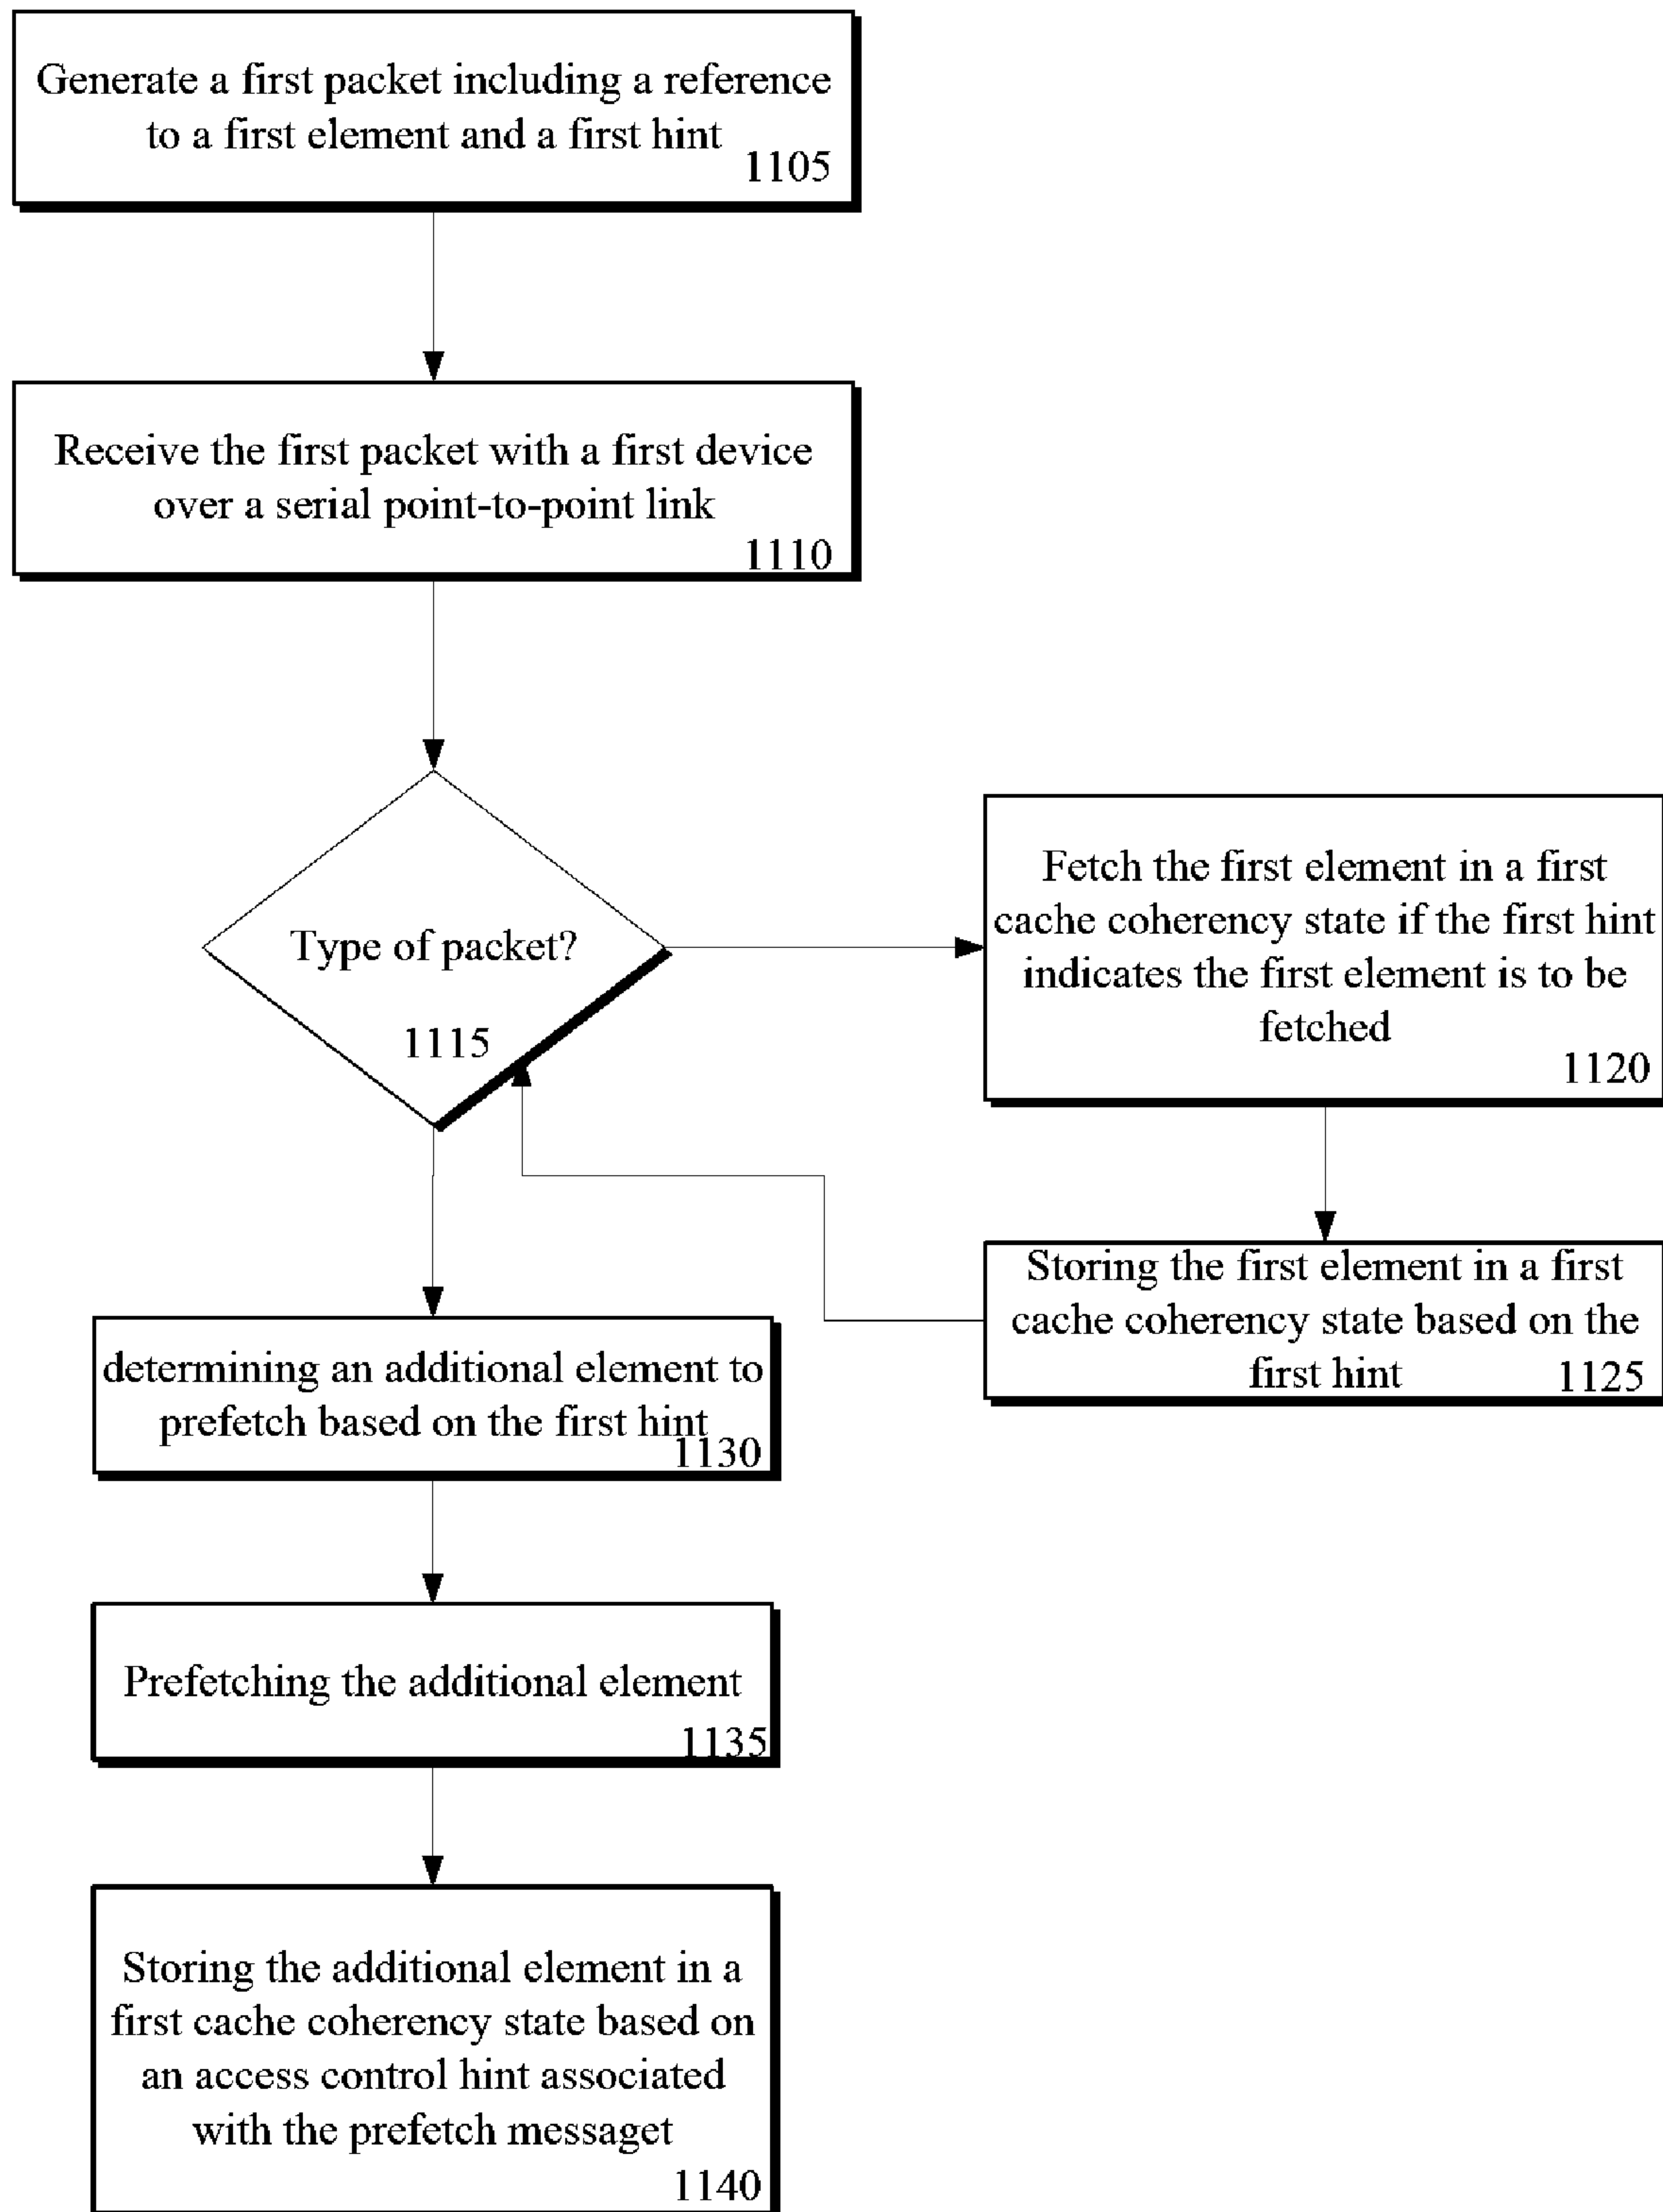 Generate a first packet including a reference
to a first element and a first hint
1105
Receive the first packet with a first device
over a serial point-to-point link
1110
Type of packet?
1115
Fetch the first element in a first
cache coherency state if the first hint
indicates the first element is to be
fetched
1120
Storing the first element in a first
cache coherency state based on the
first hint
1125
determining an additional element to
prefetch based on the first hint
1130
Prefetching the additional element
1135
Storing the additional element in a
first cache coherency state based on
an access control hint associated
with the prefetch messaget
1140